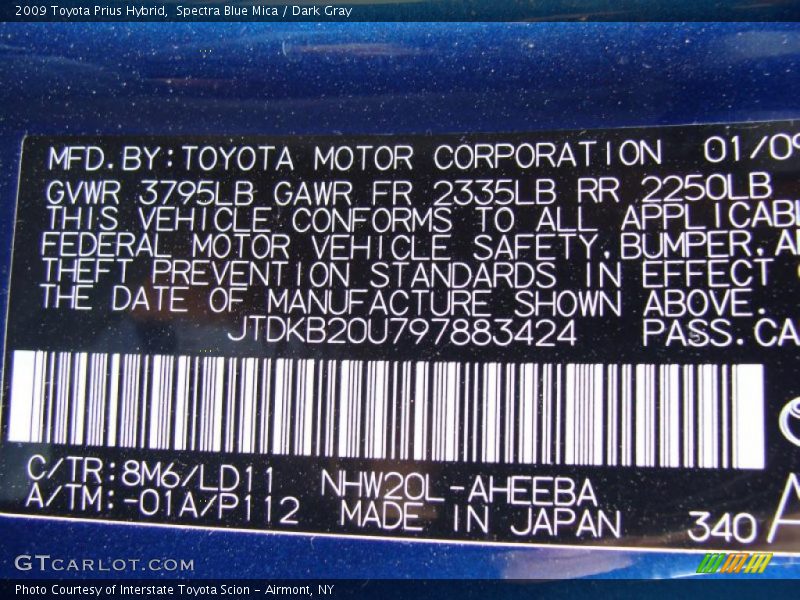 2009 Toyota Prius Hybrid, Spectra Blue Mica / Dark Gray
MFD. BY: TOYOTA MOTOR CORPORATION 01/09
GVWR 3795LB GAWR FR 2335LB RR 2250LB
THIS VEHICLE CONFORMS TO ALL
FEDERAL MOTOR VEHICLE SAFETY, BUMPER,
THEFT PREVENTION STANDARDS IN EFFECT
THE DATE OF MANUFACTURE SHOWN ABOVE.
JTDKB20U797883424 PASS. CA
C/TR: 8M6/LD11 NHW20L-AHEEBA
A/TM: -01A/P112 MADE IN JAPAN 340
GTCARLOT.COM
Photo Courtesy of Interstate Toyota Scion - Airmont, NY